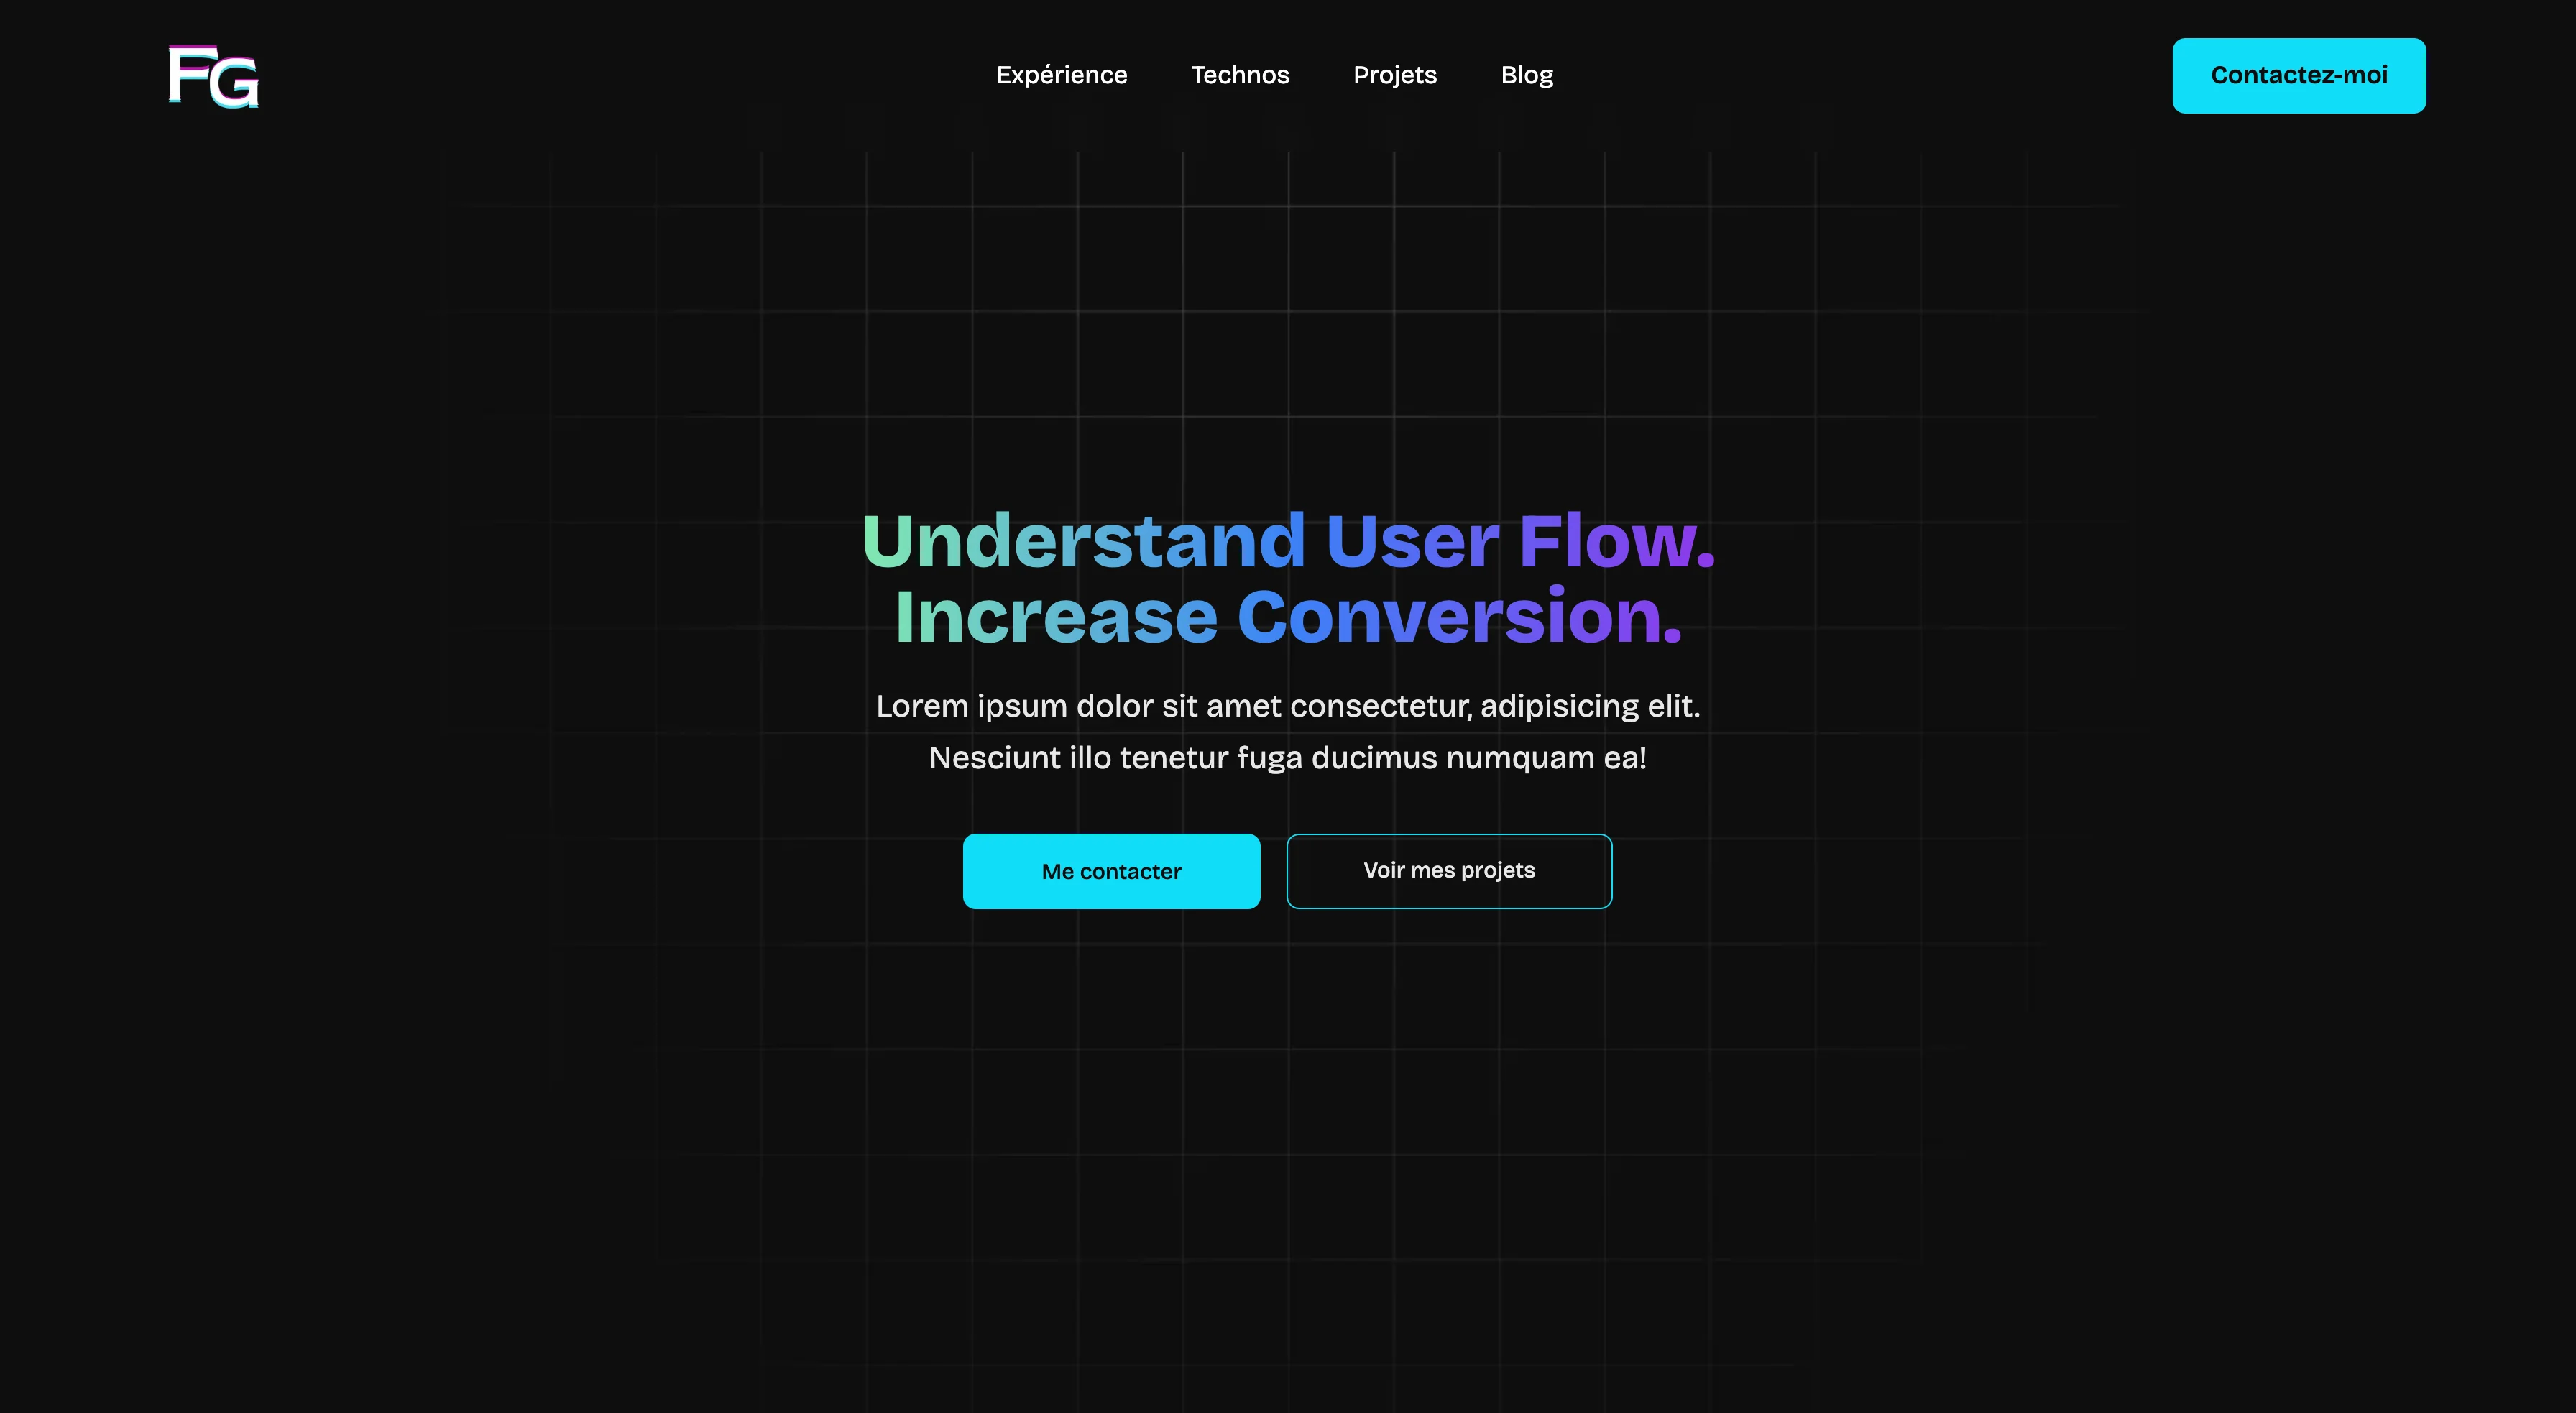 FG
Expérience
Technos
Projets
Blog
Contactez-moi
Understand User Flow.
Increase Conversion.
Lorem ipsum dolor sit amet consectetur, adipisicing elit.
Nesciunt illo tenetur fuga ducimus numquam ea!
Me contacter
Voir mes projets